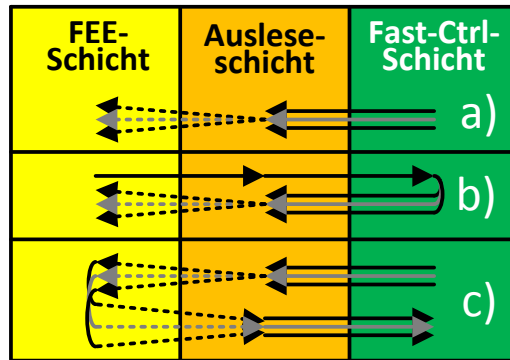 FEE-
Schicht
Auslese-
schicht
Fast-Ctrl-
Schicht
a)
b)
c)